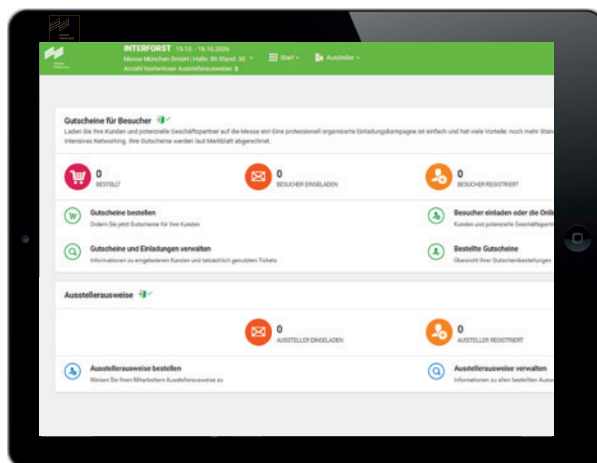 INTERFORST 15.10. - 18.10.2026
Messe München GmbH | Halle: B6 Stand: 50
Anzahl kostenloser Ausstellerausweise: 3
Start
Aussteller
Gutscheine für Besucher
Laden Sie Ihre Kunden und potenzielle Geschäftspartner auf die Messe ein! Eine professionell organisierte Einladungskampagne ist einfach und hat viele Vorteile: noch mehr Stan
intensives Networking. Ihre Gutscheine werden laut Merkblatt abgerechnet.
0
BESTELLT
0
BESUCHER EINGELADEN
0
BESUCHER REGISTRIERT
Gutscheine bestellen
Ordern Sie jetzt Gutscheine für Ihre Kunden
Besucher einladen oder die Onli
Kunden und potenzielle Geschäftspartn
Gutscheine und Einladungen verwalten
Informationen zu eingeladenen Kunden und tatsächlich genutzten Tickets
Bestellte Gutscheine
Übersicht Ihrer Gutscheinbestellungen
Ausstellerausweise
0
AUSSTELLER EINGELADEN
0
AUSSTELLER REGISTRIERT
Ausstellerausweise bestellen
Weisen Sie Ihren Mitarbeitern Ausstellerausweise zu
Ausstellerausweise verwalten
Informationen zu allen bestellten Ausw